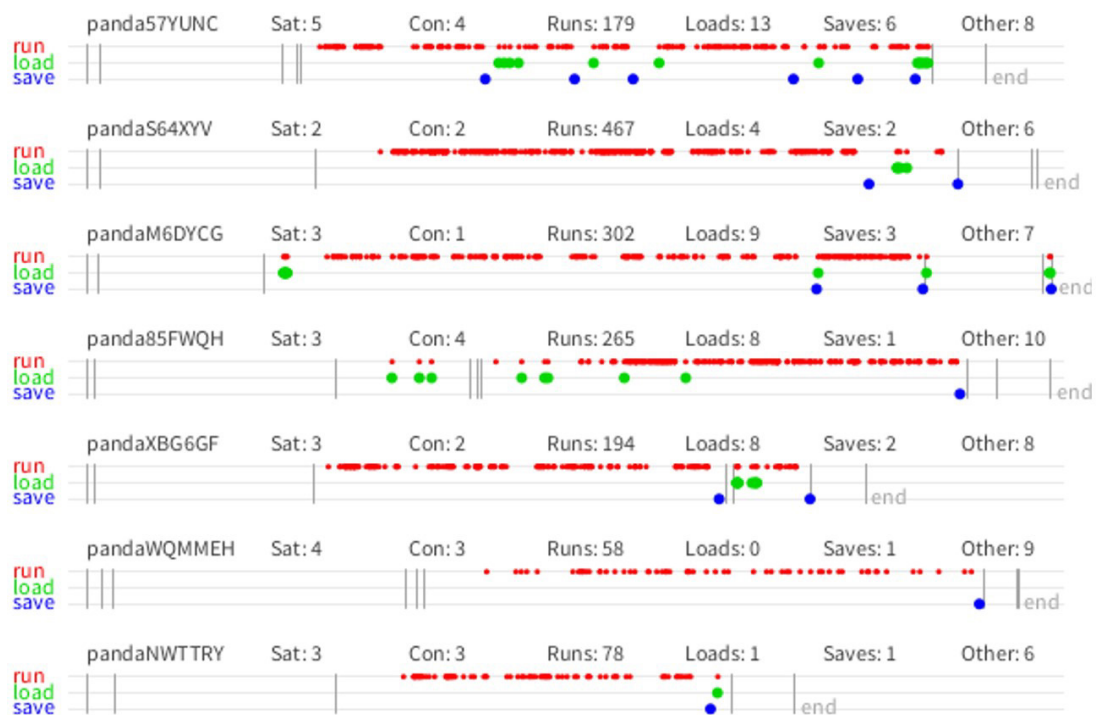 panda57YUNC Sat: 5 Con: 4 Runs: 179 Loads: 13 Saves: 6 Other: 8
run
load
save end
pandaS64XYV Sat: 2 Con: 2 Runs: 467 Loads: 4 Saves: 2 Other: 6
run
load
save end
pandaM6DYCG Sat: 3 Con: 1 Runs: 302 Loads: 9 Saves: 3 Other: 7
run
load
save end
panda85FWQH Sat: 3 Con: 4 Runs: 265 Loads: 8 Saves: 1 Other: 10
run
load
save end
pandaXBG6GF Sat: 3 Con: 2 Runs: 194 Loads: 8 Saves: 2 Other: 8
run
load
save end
pandaWQMMEH Sat: 4 Con: 3 Runs: 58 Loads: 0 Saves: 1 Other: 9
run
load
save end
pandaNWTTRY Sat: 3 Con: 3 Runs: 78 Loads: 1 Saves: 1 Other: 6
run
load
save end